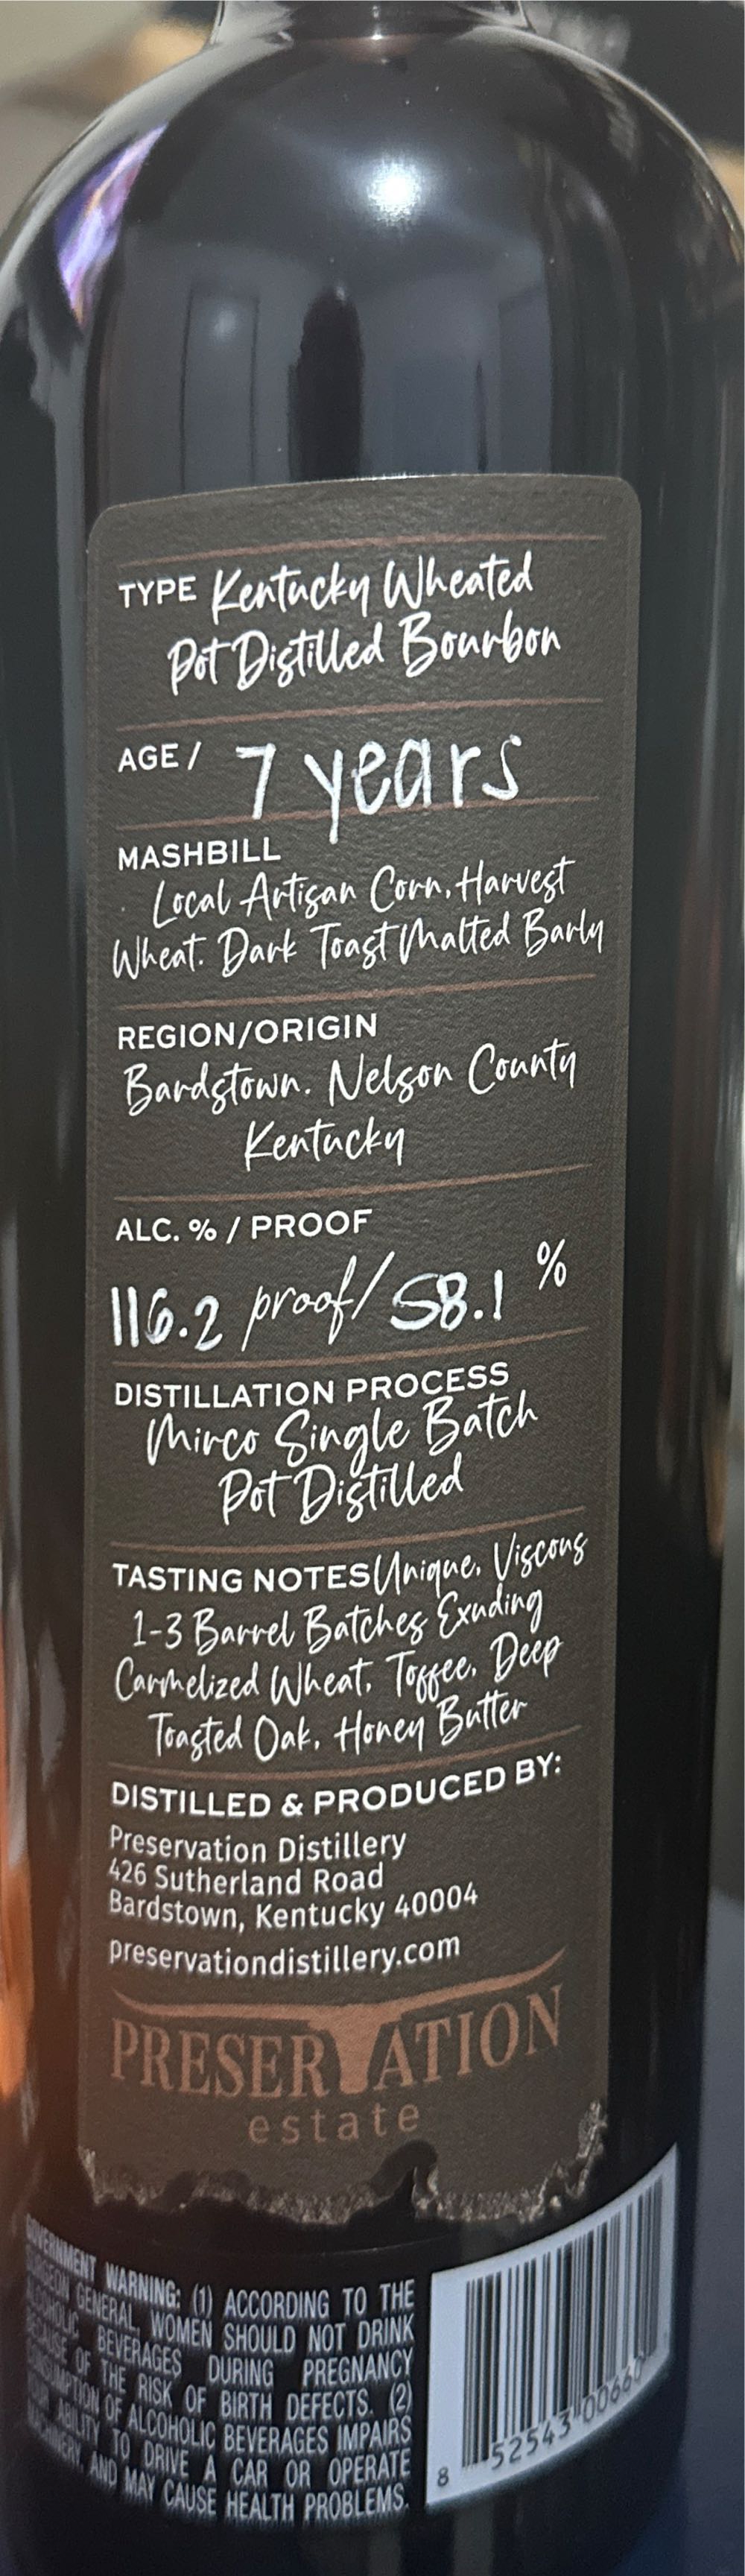 TYPE Kentucky Wheated
Pot Distilled Bourbon
AGE / 7 years
MASHBILL
Local Artisan Corn, Harvest
Wheat. Dark Toast Malted Barly
REGION/ORIGIN
Bardstown. Nelson County
Kentucky
ALC. % / PROOF
116.2 proof/58.1 %
DISTILLATION PROCESS
Mirco Single Batch
Pot Distilled
TASTING NOTES Unique, Viscous
1-3 Barrel Batches Exuding
Carmelized Wheat, Toffee, Deep
Toasted Oak, Honey Butter
DISTILLED & PRODUCED BY:
Preservation Distillery
426 Sutherland Road
Bardstown, Kentucky 40004
preservationdistillery.com
PRESERVATION
estate
GOVERNMENT WARNING: (1) ACCORDING TO THE
SURGEON GENERAL, WOMEN SHOULD NOT DRINK
ALCOHOLIC BEVERAGES DURING PREGNANCY
BECAUSE OF THE RISK OF BIRTH DEFECTS. (2)
CONSUMPTION OF ALCOHOLIC BEVERAGES IMPAIRS
YOUR ABILITY TO DRIVE A CAR OR OPERATE
MACHINERY, AND MAY CAUSE HEALTH PROBLEMS.
8 52543 00660